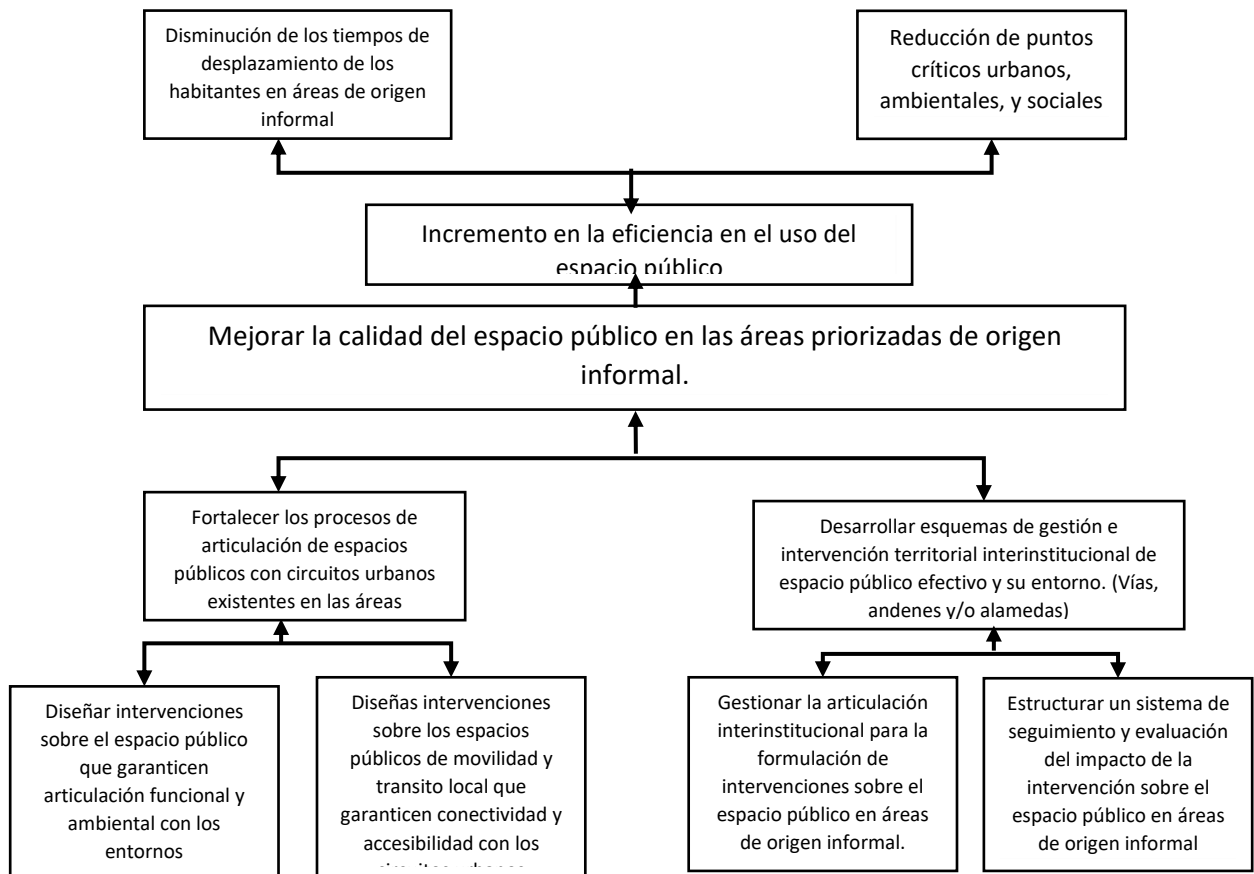 Disminución de los tiempos de
desplazamiento de los
habitantes en áreas de origen
informal
Reducción de puntos
críticos urbanos,
ambientales, y sociales
Incremento en la eficiencia en el uso del
espacio público
Mejorar la calidad del espacio público en las áreas priorizadas de origen
informal.
Fortalecer los procesos de
articulación de espacios
públicos con circuitos urbanos
existentes en las áreas
Desarrollar esquemas de gestión e
intervención territorial interinstitucional de
espacio público efectivo y su entorno. (Vías,
andenes y/o alamedas)
Diseñar intervenciones
sobre el espacio público
que garanticen
articulación funcional y
ambiental con los
entornos
Diseñas intervenciones
sobre los espacios
públicos de movilidad y
transito local que
garanticen conectividad y
accesibilidad con los
Gestionar la articulación
interinstitucional para la
formulación de
intervenciones sobre el
espacio público en áreas
de origen informal.
Estructurar un sistema de
seguimiento y evaluación
del impacto de la
intervención sobre el
espacio público en áreas
de origen informal